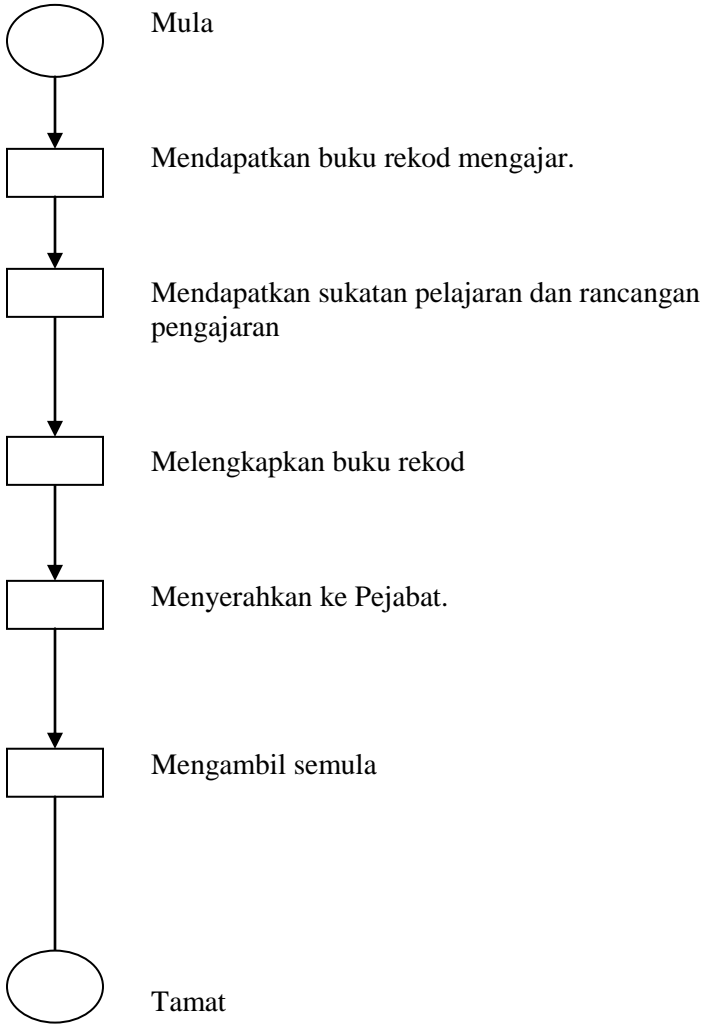 Mula
Mendapatkan buku rekod mengajar.
Mendapatkan sukatan pelajaran dan rancangan
pengajaran
Melengkapkan buku rekod
Menyerahkan ke Pejabat.
Mengambil semula
Tamat